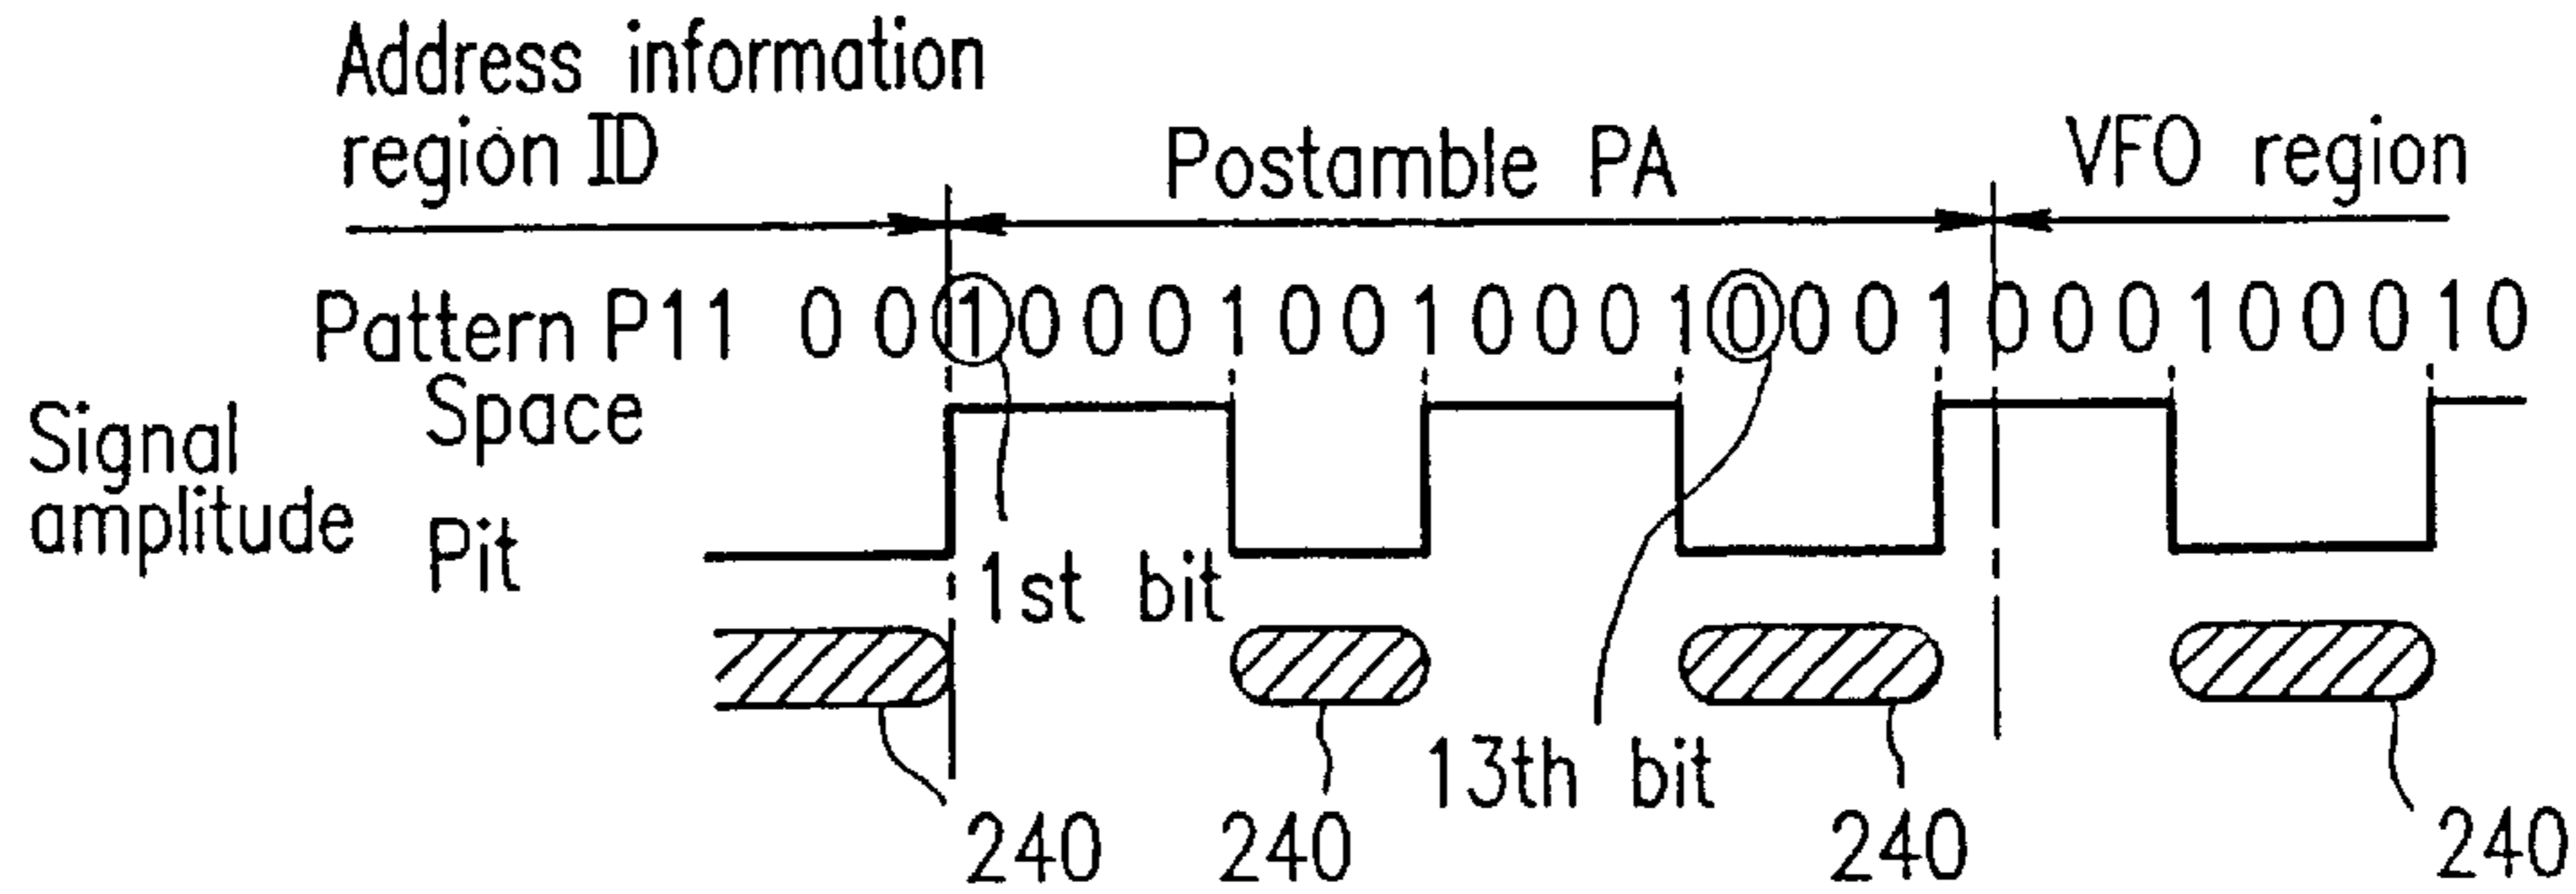 Address information
region ID
Postamble PA
VFO region
Pattern P11 0 0 1 0 0 0 1 0 0 1 0 0 0 1 0 0 0 1 0 0 0 1 0 0 0 1 0
Space
Signal
amplitude
Pit
1st bit
13th bit
240
240
240
240